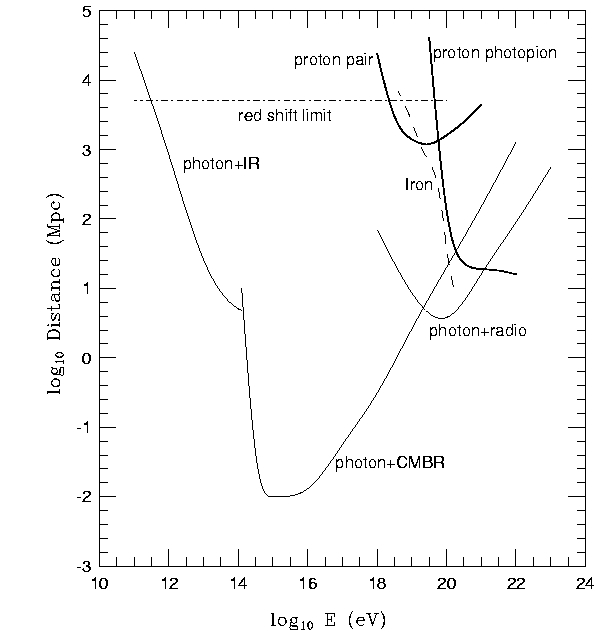 5
4
3
2
1
0
-1
-2
-3
10
12
14
16
18
20
22
24
log10 Distance (Mpc)
log10 E (eV)
proton pair
proton photopion
red shift limit
photon+IR
Iron
photon+radio
photon+CMBR